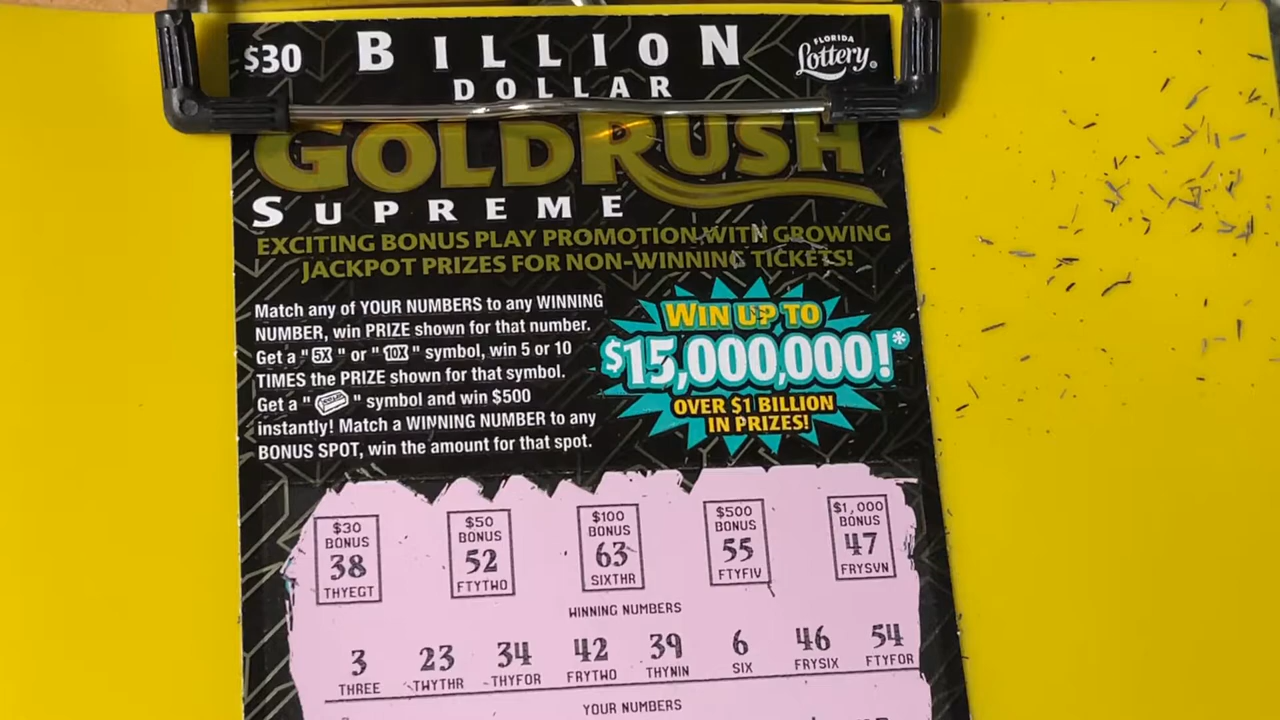 $30 BILLION FLORIDA
DOLLAR Lottery®
GOLD RUSH
SUPREME
EXCITING BONUS PLAY PROMOTION WITH GROWING
JACKPOT PRIZES FOR NON-WINNING TICKETS!
Match any of YOUR NUMBERS to any WINNING
NUMBER, win PRIZE shown for that number.
Get a "5X" or "10X" symbol, win 5 or 10
TIMES the PRIZE shown for that symbol.
Get a " " symbol and win $500
instantly! Match a WINNING NUMBER to any
BONUS SPOT, win the amount for that spot.
WIN UP TO
$15,000,000!*
OVER $1 BILLION
IN PRIZES!
$30 $50 $100 $500 $1,000
BONUS BONUS BONUS BONUS BONUS
38 52 63 55 47
THYEGT FTYTWO SIXTHR FTYFIV FRYSVN
WINNING NUMBERS
3 23 34 42 39 6 46 54
THREE TWYTHR THYFOR FRYTWO THYNIN SIX FRYSIX FTYFOR
YOUR NUMBERS